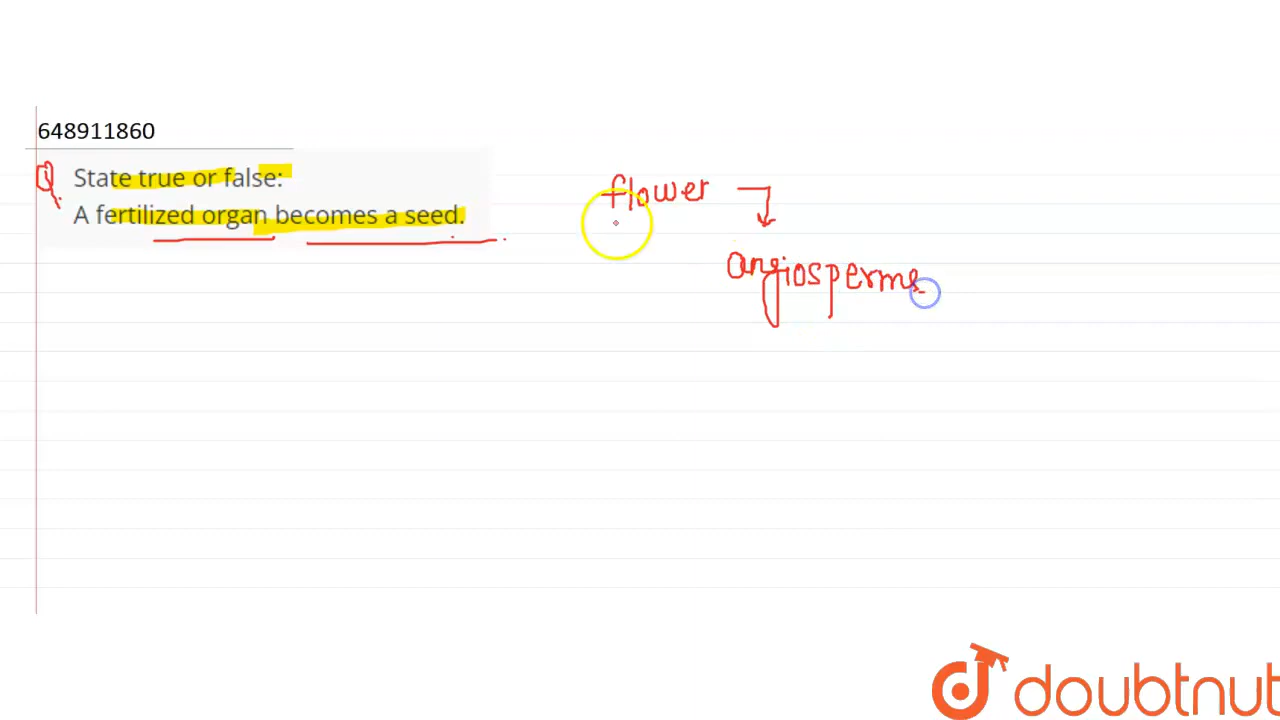 648911860
Q. State true or false:
A fertilized organ becomes a seed.
flower
angiosperms
doubtnut